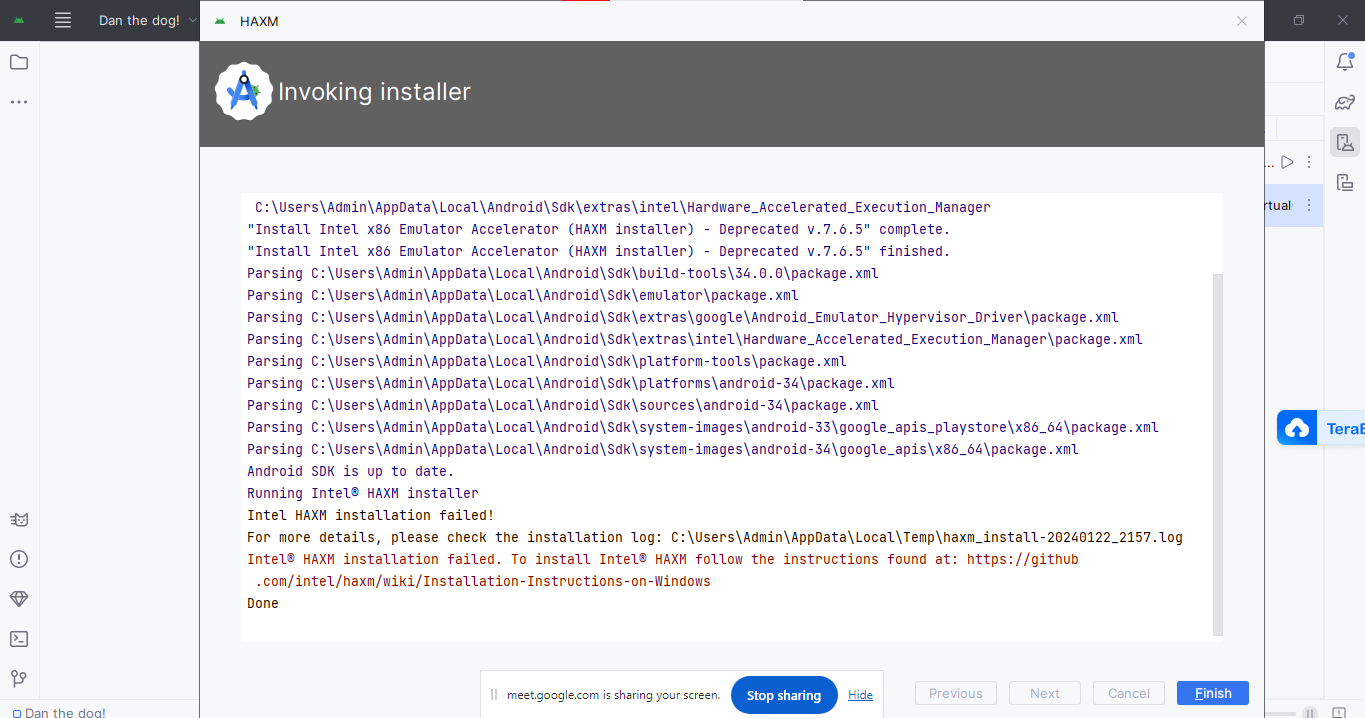 Dan the dog!
HAXM
Invoking installer
C:\Users\Admin\AppData\Local\Android\Sdk\extras\intel\Hardware_Accelerated_Execution_Manager
"Install Intel x86 Emulator Accelerator (HAXM installer) - Deprecated v.7.6.5" complete.
"Install Intel x86 Emulator Accelerator (HAXM installer) - Deprecated v.7.6.5" finished.
Parsing C:\Users\Admin\AppData\Local\Android\Sdk\build-tools\34.0.0\package.xml
Parsing C:\Users\Admin\AppData\Local\Android\Sdk\emulator\package.xml
Parsing C:\Users\Admin\AppData\Local\Android\Sdk\extras\google\Android_Emulator_Hypervisor_Driver\package.xml
Parsing C:\Users\Admin\AppData\Local\Android\Sdk\extras\intel\Hardware_Accelerated_Execution_Manager\package.xml
Parsing C:\Users\Admin\AppData\Local\Android\Sdk\platform-tools\package.xml
Parsing C:\Users\Admin\AppData\Local\Android\Sdk\platforms\android-34\package.xml
Parsing C:\Users\Admin\AppData\Local\Android\Sdk\sources\android-34\package.xml
Parsing C:\Users\Admin\AppData\Local\Android\Sdk\system-images\android-33\google_apis_playstore\x86_64\package.xml
Parsing C:\Users\Admin\AppData\Local\Android\Sdk\system-images\android-34\google_apis\x86_64\package.xml
Android SDK is up to date.
Running Intel® HAXM installer
Intel HAXM installation failed!
For more details, please check the installation log: C:\Users\Admin\AppData\Local\Temp\haxm_install-20240122_2157.log
Intel® HAXM installation failed. To install Intel® HAXM follow the instructions found at: https://github
.com/intel/haxm/wiki/Installation-Instructions-on-Windows
Done
...
rtual
TeraB
meet.google.com is sharing your screen.
Stop sharing
Hide
Previous
Next
Cancel
Finish
Dan the dog!